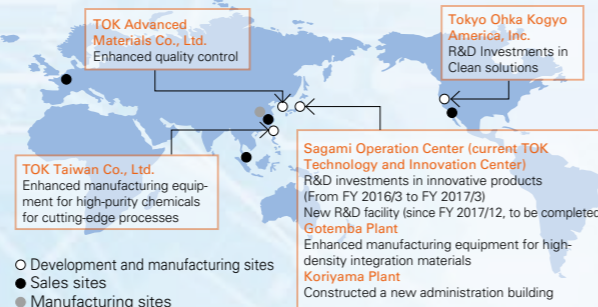 TOK Advanced
Materials Co., Ltd.
Enhanced quality control
Tokyo Ohka Kogyo
America, Inc.
R&D Investments in
Clean solutions
TOK Taiwan Co., Ltd.
Enhanced manufacturing equip-
ment for high-purity chemicals
for cutting-edge processes
Sagami Operation Center (current TOK
Technology and Innovation Center)
R&D investments in innovative products
(From FY 2016/3 to FY 2017/3)
New R&D facility (since FY 2017/12, to be completed
Gotemba Plant
Enhanced manufacturing equipment for high-
density integration materials
Koriyama Plant
Constructed a new administration building
Development and manufacturing sites
Sales sites
Manufacturing sites